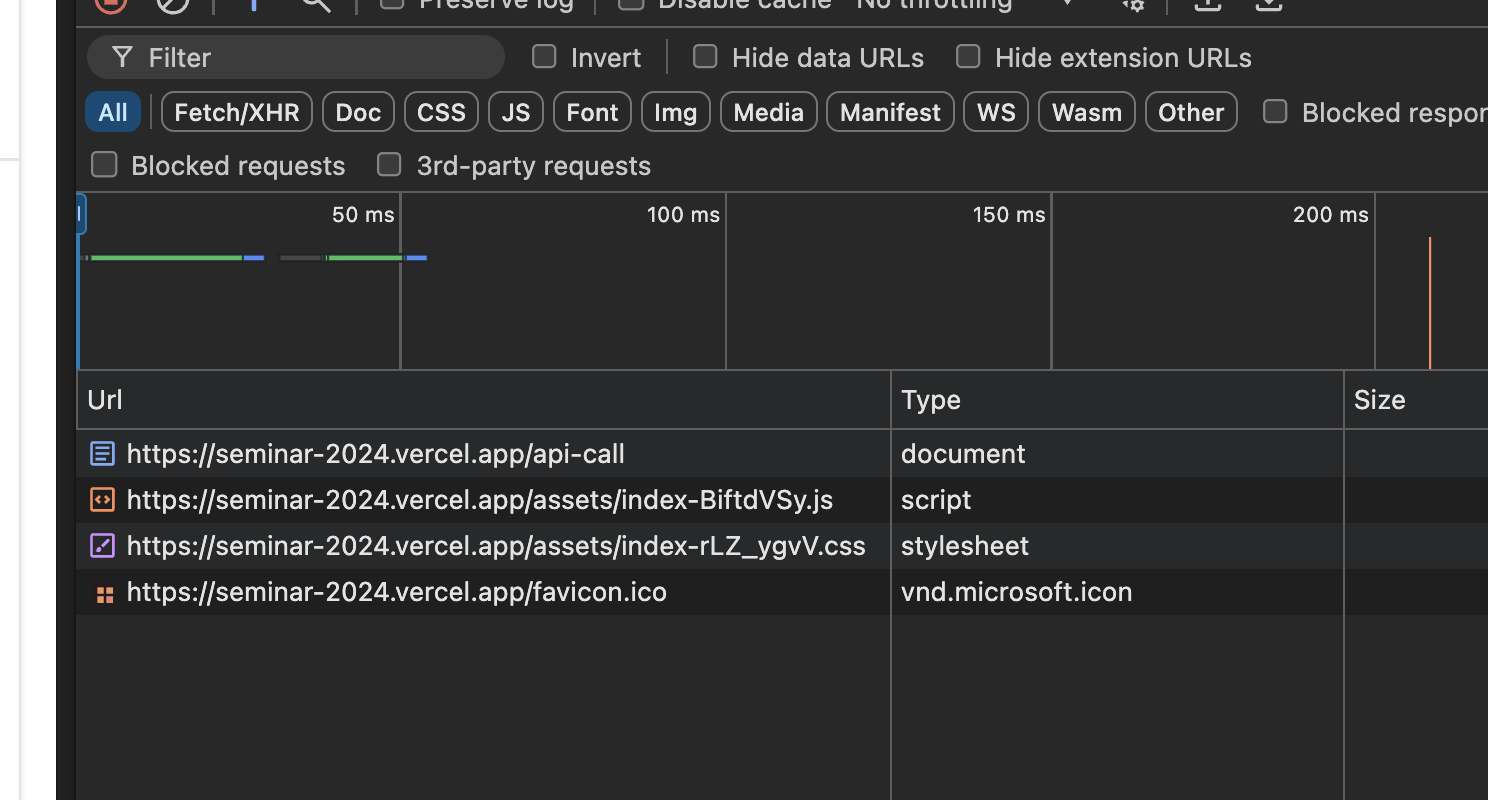 Preserve log Disable cache No throttling
Filter Invert Hide data URLs Hide extension URLs
All Fetch/XHR Doc CSS JS Font Img Media Manifest WS Wasm Other Blocked respon
Blocked requests 3rd-party requests
50 ms 100 ms 150 ms 200 ms
Url Type Size
https://seminar-2024.vercel.app/api-call document
https://seminar-2024.vercel.app/assets/index-BiftdVSy.js script
https://seminar-2024.vercel.app/assets/index-rLZ_ygvV.css stylesheet
https://seminar-2024.vercel.app/favicon.ico vnd.microsoft.icon